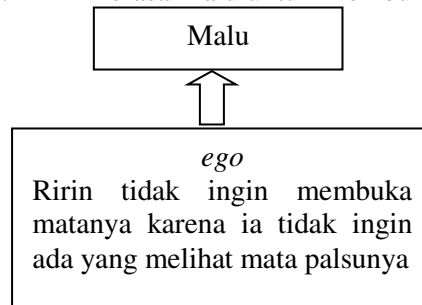 Malu
ego
Ririn tidak ingin membuka
matanya karena ia tidak ingin
ada yang melihat mata palsunya